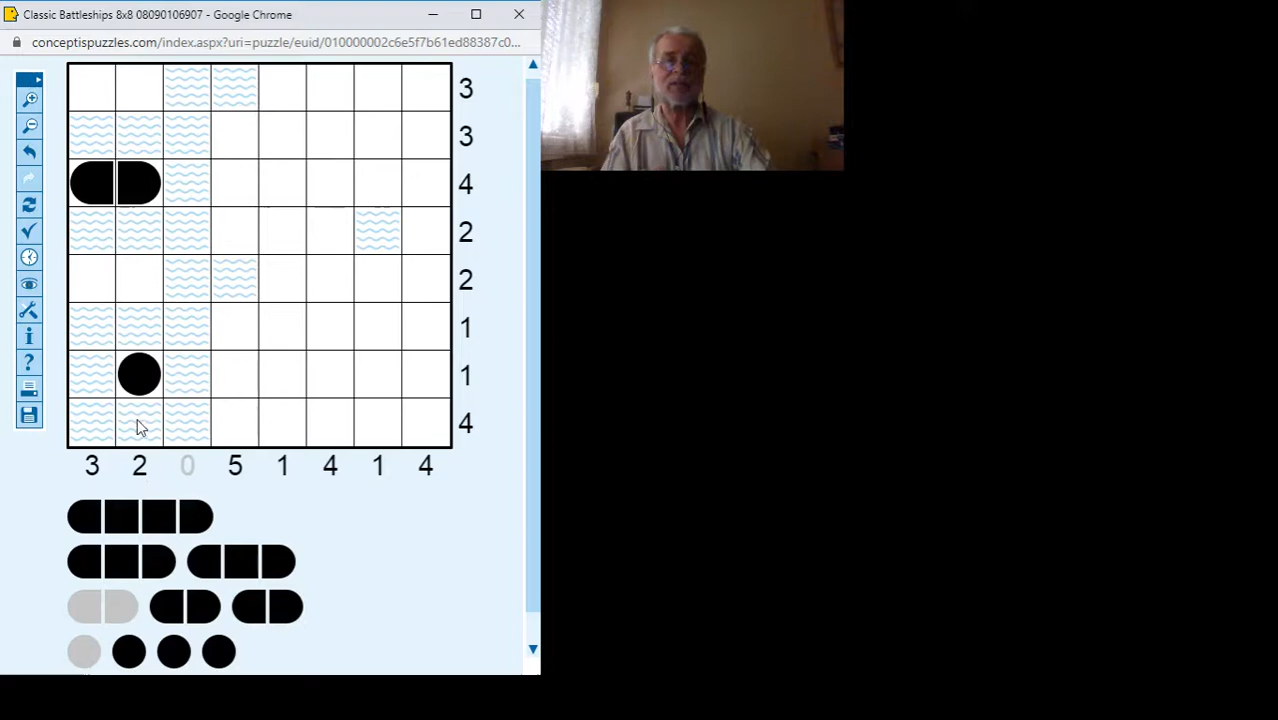 Classic Battleships 8x8 08090106907 - Google Chrome
conceptispuzzles.com/index.aspx?uri=puzzle/euid/010000002c6e5f7b61ed88387c0...
3
3
4
2
2
1
1
4
3 2 0 5 1 4 1 4